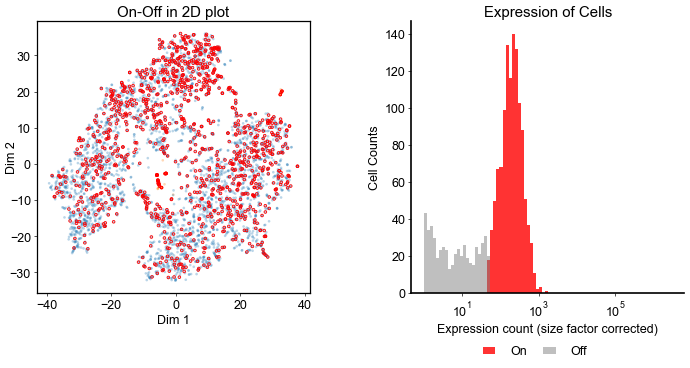 On-Off in 2D plot
30
20
10
0
−10
−20
−30
Dim 2
−40
−20
0
20
40
Dim 1
Expression of Cells
140
120
100
80
60
40
20
0
Cell Counts
10^1
10^3
10^5
Expression count (size factor corrected)
On
Off